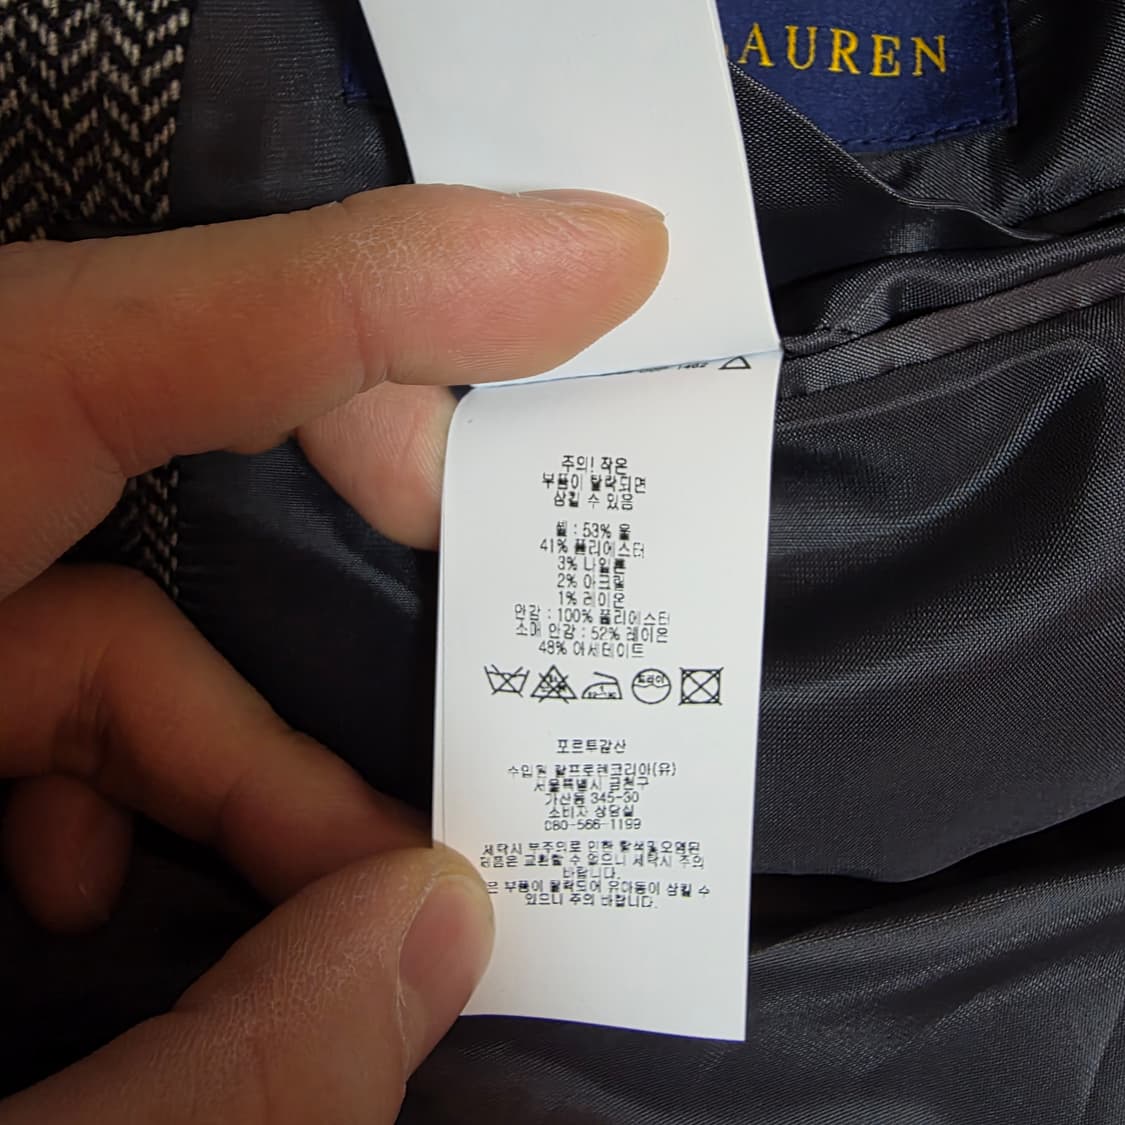 AUREN
주의! 작은
부품이 탈락되면
삼킬 수 있음
쉘 : 53% 울
41% 폴리에스터
3% 나일론
2% 아크릴
1% 레이온
안감 : 100% 폴리에스터
소매 안감 : 52% 레이온
48% 아세테이트
드라이
포르투갈산
수입원 랄프로렌코리아(유)
서울특별시 금천구
가산동 345-30
소비자 상담실
080-566-1199
세탁시 부주의로 인한 탈색및오염된
제품은 교환할 수 없으니 세탁시 주의
바랍니다.
은 부품이 탈락되어 유아동이 삼킬 수
있으니 주의 바랍니다.